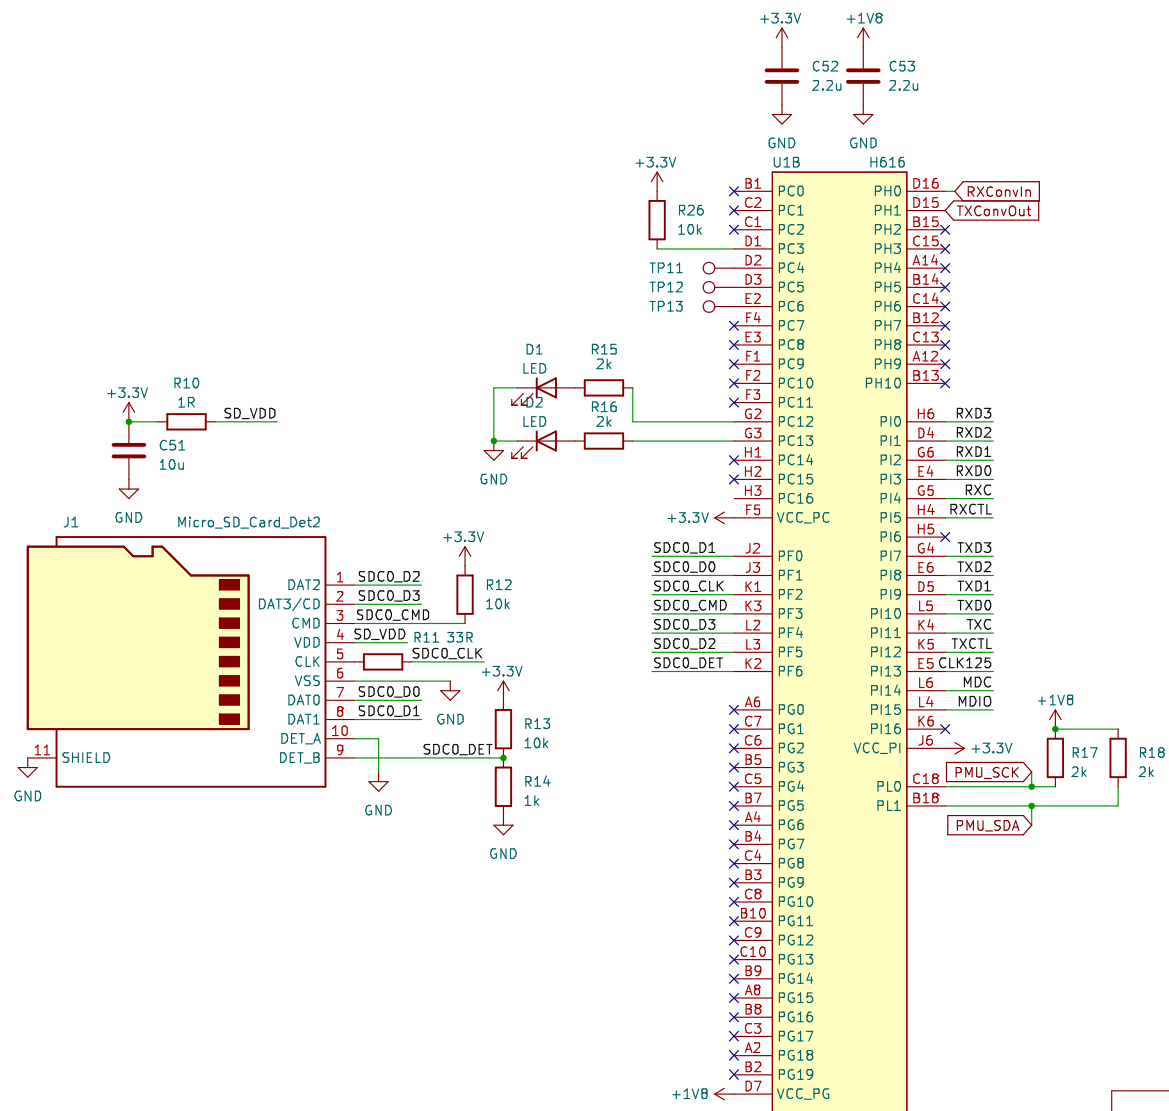 +3.3V
+1V8
C52
2.2u
C53
2.2u
GND
GND
U1B
H616
+3.3V
R26
10k
TP11
TP12
TP13
B1 PC0
C2 PC1
C1 PC2
D1 PC3
D2 PC4
D3 PC5
E2 PC6
F4 PC7
E3 PC8
F1 PC9
F2 PC10
F3 PC11
G2 PC12
G3 PC13
H1 PC14
H2 PC15
H3 PC16
+3.3V F5 VCC_PC
SDC0_D1 J2 PF0
SDC0_D0 J3 PF1
SDC0_CLK K1 PF2
SDC0_CMD K3 PF3
SDC0_D3 L2 PF4
SDC0_D2 L3 PF5
SDC0_DET K2 PF6
A6 PG0
C7 PG1
C6 PG2
B5 PG3
C5 PG4
B7 PG5
A4 PG6
B4 PG7
C4 PG8
B3 PG9
C8 PG10
B10 PG11
C9 PG12
C10 PG13
B9 PG14
A8 PG15
B8 PG16
C3 PG17
A2 PG18
B2 PG19
+1V8 D7 VCC_PG
PH0 D16 RXConvIn
PH1 D15 TXConvOut
PH2 B15
PH3 C15
PH4 A14
PH5 B14
PH6 C14
PH7 B12
PH8 C13
PH9 A12
PH10 B13
PI0 H6 RXD3
PI1 D4 RXD2
PI2 G6 RXD1
PI3 E4 RXD0
PI4 G5 RXC
PI5 H4 RXCTL
PI6 H5
PI7 G4 TXD3
PI8 E6 TXD2
PI9 D5 TXD1
PI10 L5 TXD0
PI11 K4 TXC
PI12 K5 TXCTL
PI13 E5 CLK125
PI14 L6 MDC
PI15 L4 MDIO
PI16 K6
VCC_PI J6 +3.3V
PL0 C18
PL1 B18
PMU_SCK
PMU_SDA
+1V8
R17
2k
R18
2k
D1
LED
R15
2k
D2
LED
R16
2k
GND
+3.3V
R10
1R
SD_VDD
C51
10u
GND
J1
Micro_SD_Card_Det2
DAT2 1 SDC0_D2
DAT3/CD 2 SDC0_D3
CMD 3 SDC0_CMD
VDD 4 SD_VDD
CLK 5 R11 33R SDC0_CLK
VSS 6
DAT0 7 SDC0_D0
DAT1 8 SDC0_D1
DET_A 10
DET_B 9 SDC0_DET
11 SHIELD
GND
+3.3V
R12
10k
+3.3V
GND
R13
10k
R14
1k
GND
GND